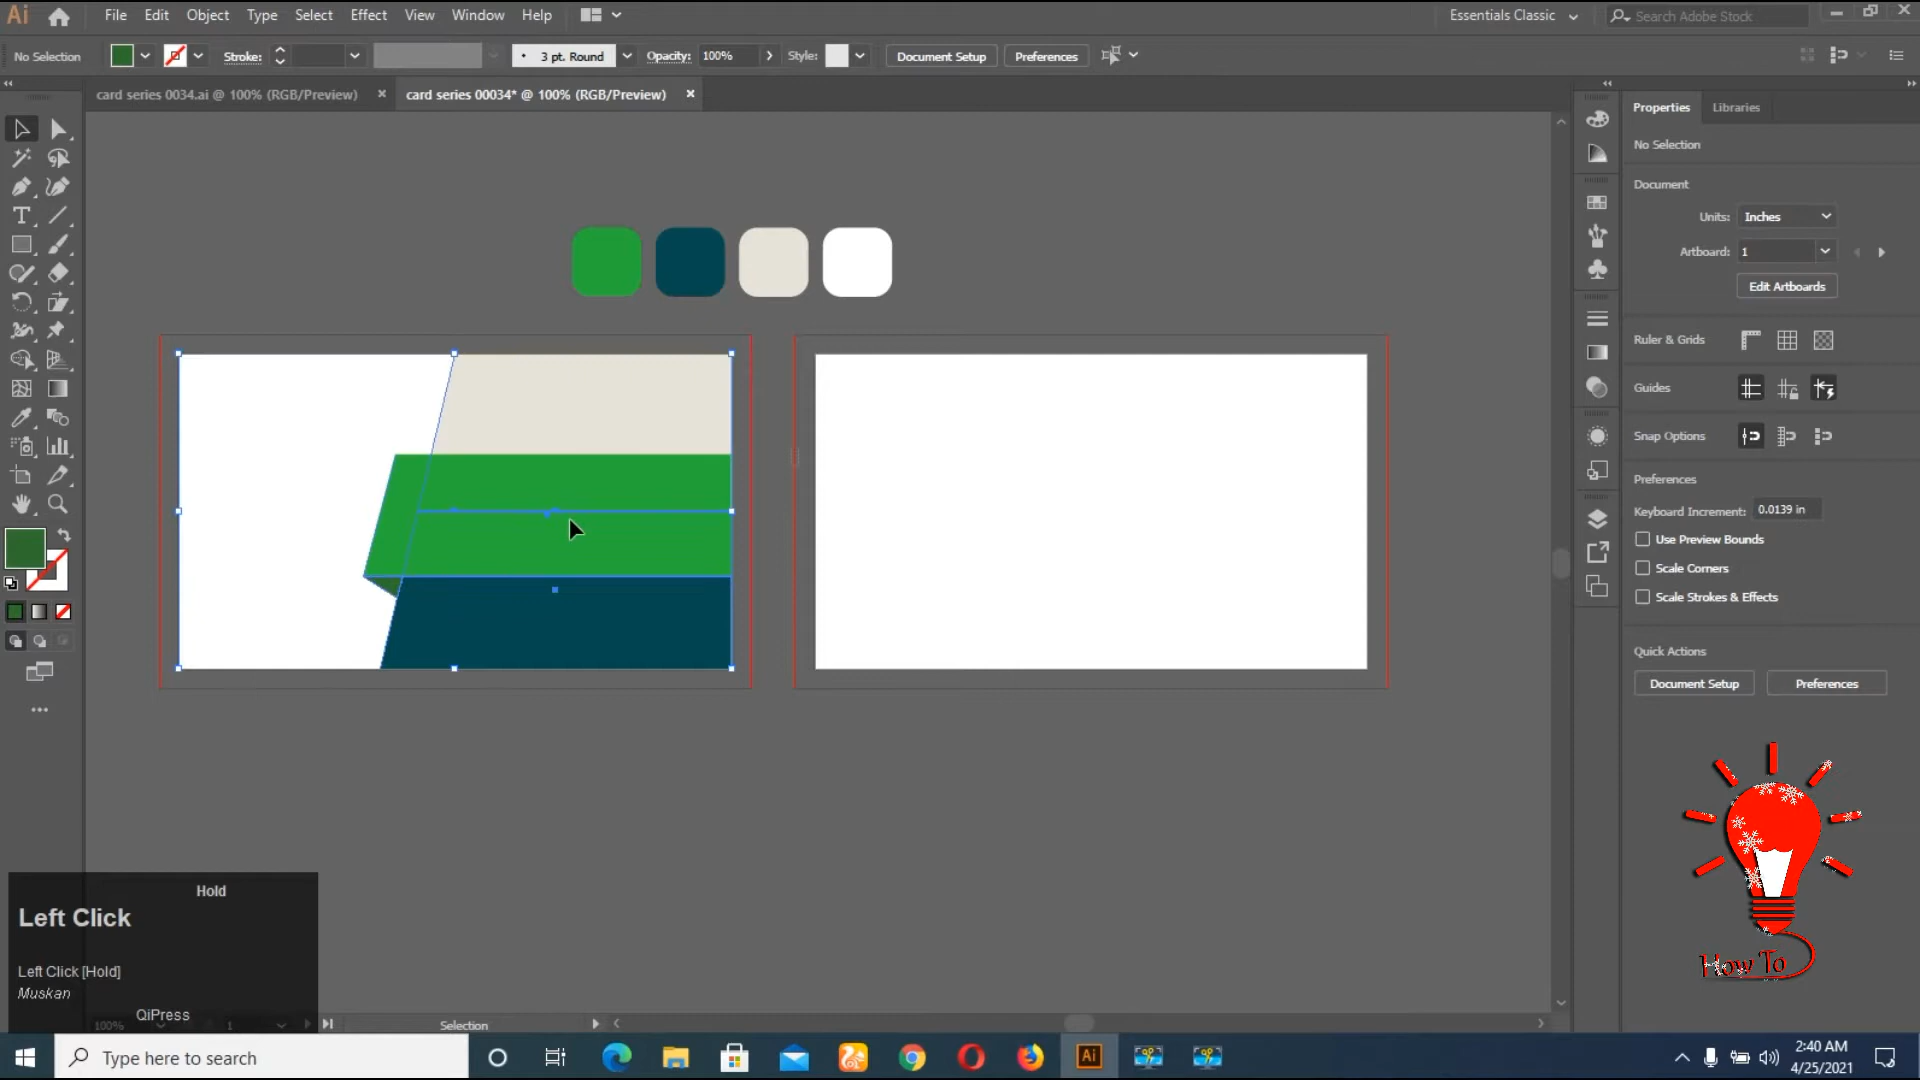 Ai File Edit Object Type Select Effect View Window Help Essentials Classic Search Adobe Stock
No Selection Stroke: 3 pt. Round Opacity: 100% Style: Document Setup Preferences
card series 0034.ai @ 100% (RGB/Preview) card series 00034* @ 100% (RGB/Preview)
Properties Libraries
No Selection
Document
Units: Inches
Artboard: 1
Edit Artboards
Ruler & Grids
Guides
Snap Options
Preferences
Keyboard Increment: 0.0139 in
Use Preview Bounds
Scale Corners
Scale Strokes & Effects
Quick Actions
Document Setup Preferences
How To
Hold
Left Click
Left Click [Hold]
Muskan
QiPress
100% 1 Selection
Type here to search
Ai
2:40 AM
4/25/2021